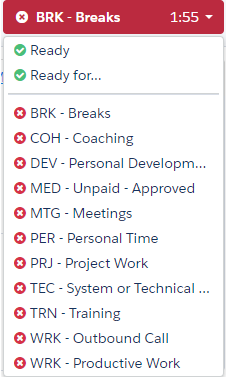 BRK - Breaks 1:55
Ready
Ready for...
BRK - Breaks
COH - Coaching
DEV - Personal Developm...
MED - Unpaid - Approved
MTG - Meetings
PER - Personal Time
PRJ - Project Work
TEC - System or Technical ...
TRN - Training
WRK - Outbound Call
WRK - Productive Work